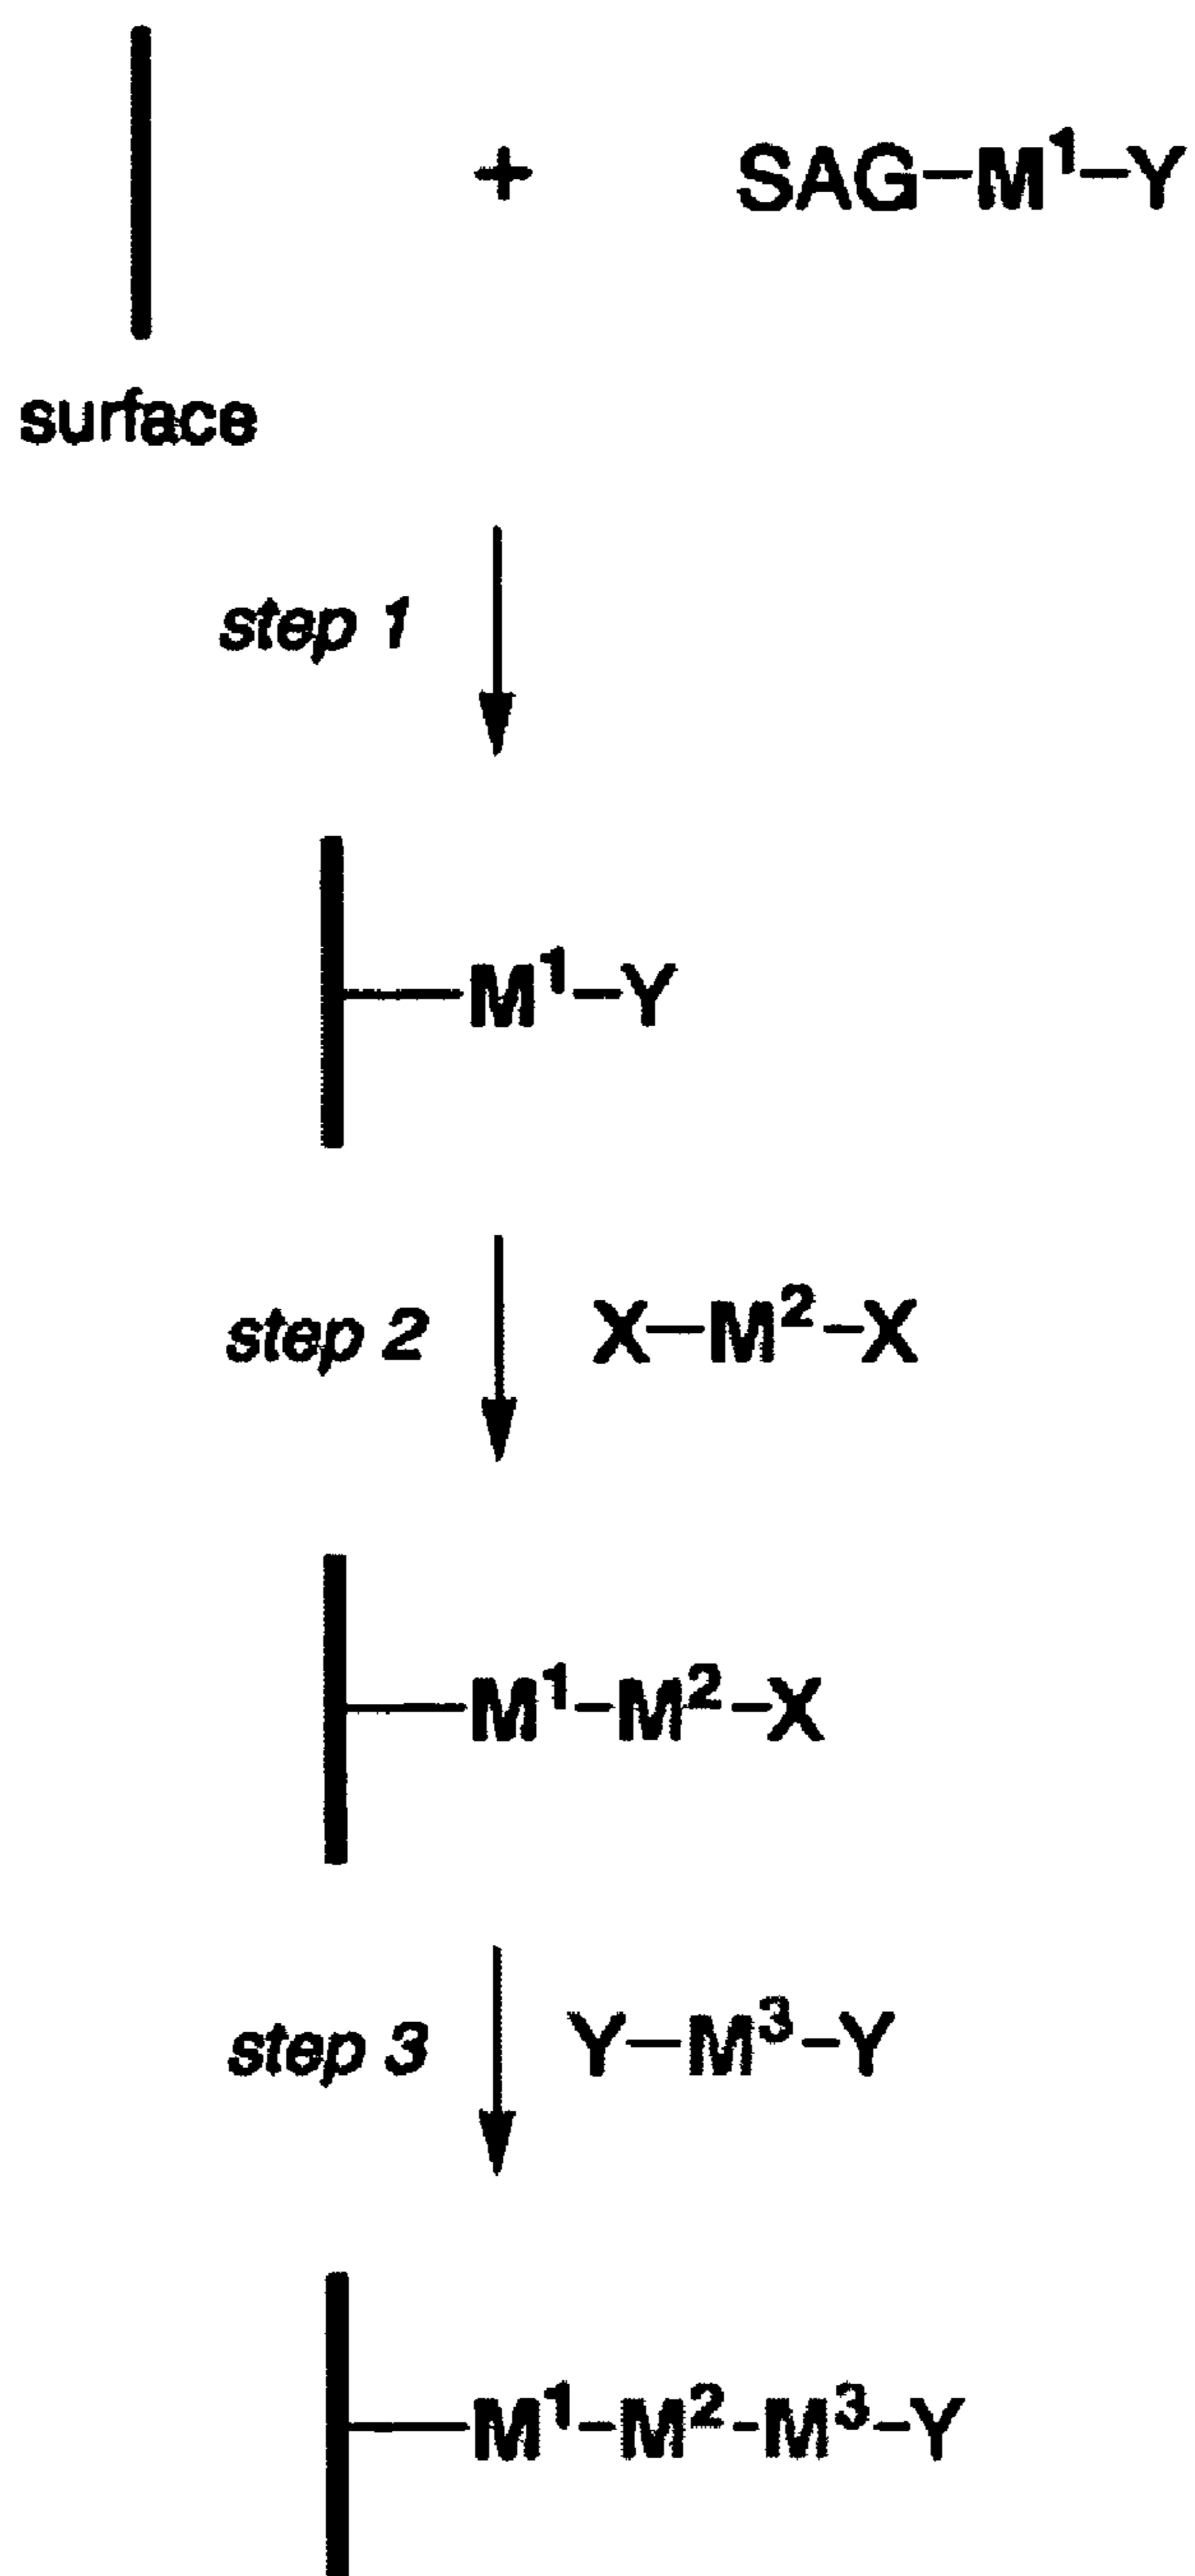 + SAG–M¹–Y
surface
step 1
M¹–Y
step 2 X–M²–X
M¹–M²–X
step 3 Y–M³–Y
M¹–M²–M³–Y